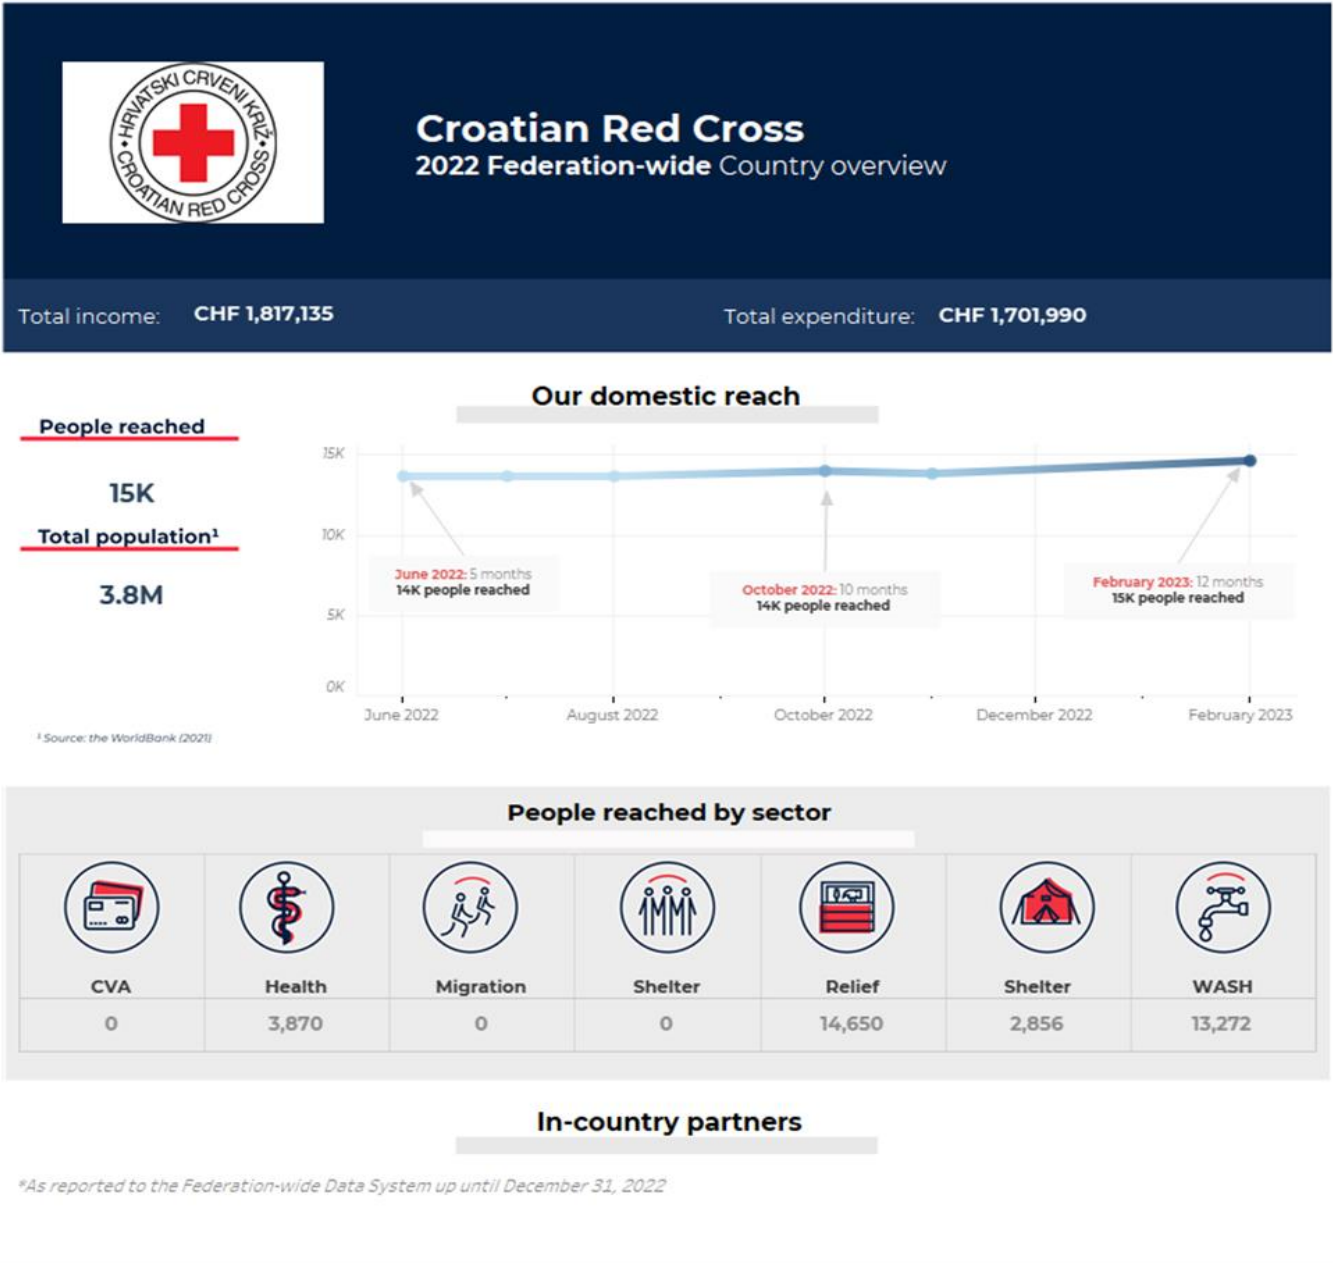 HRVATSKI CRVENI KRIŽ
CROATIAN RED CROSS
Croatian Red Cross
2022 Federation-wide Country overview
Total income: CHF 1,817,135
Total expenditure: CHF 1,701,990
Our domestic reach
People reached
15K
Total population¹
3.8M
¹ Source: the WorldBank (2021)
15K
10K
5K
0K
June 2022: 5 months
14K people reached
October 2022: 10 months
14K people reached
February 2023: 12 months
15K people reached
June 2022
August 2022
October 2022
December 2022
February 2023
People reached by sector
CVA Health Migration Shelter Relief Shelter WASH
0 3,870 0 0 14,650 2,856 13,272
In-country partners
*As reported to the Federation-wide Data System up until December 31, 2022